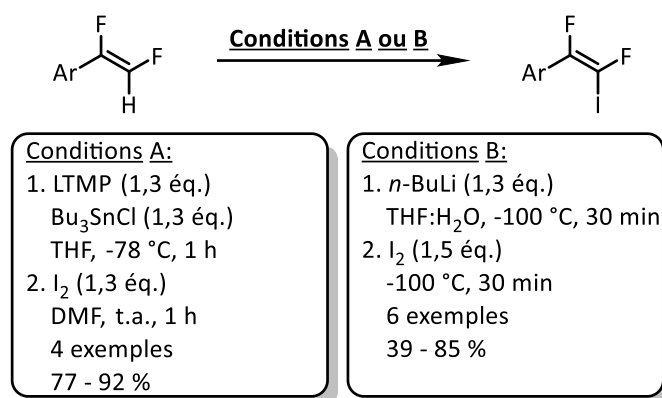 F
F
Ar
H
Conditions A ou B
F
F
Ar
I
Conditions A:
1. LTMP (1,3 éq.)
Bu3SnCl (1,3 éq.)
THF, -78 °C, 1 h
2. I2 (1,3 éq.)
DMF, t.a., 1 h
4 exemples
77 - 92 %
Conditions B:
1. n-BuLi (1,3 éq.)
THF:H2O, -100 °C, 30 min
2. I2 (1,5 éq.)
-100 °C, 30 min
6 exemples
39 - 85 %